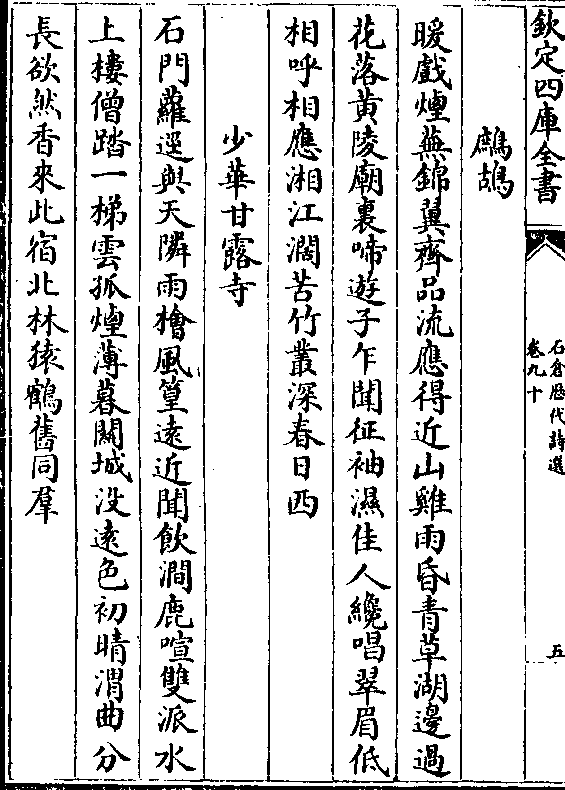 欽定四庫全書
石倉歴代詩選
卷九十
五
鷓鴣
暖戲煙蕪錦翼齊品流應得近山雞雨昏青草湖邊過
花落黄陵廟裏啼遊子乍聞征袖濕佳人纔唱翠眉低
相呼相應湘江濶苦竹叢深春日西
少華甘露寺
石門蘿逕與天隣雨檜風篁遠近聞飲澗鹿喧雙派水
上樓僧踏一梯雲孤煙薄暮關城没逺色初晴渭曲分
長欲然香來此宿北林猿鶴舊同羣